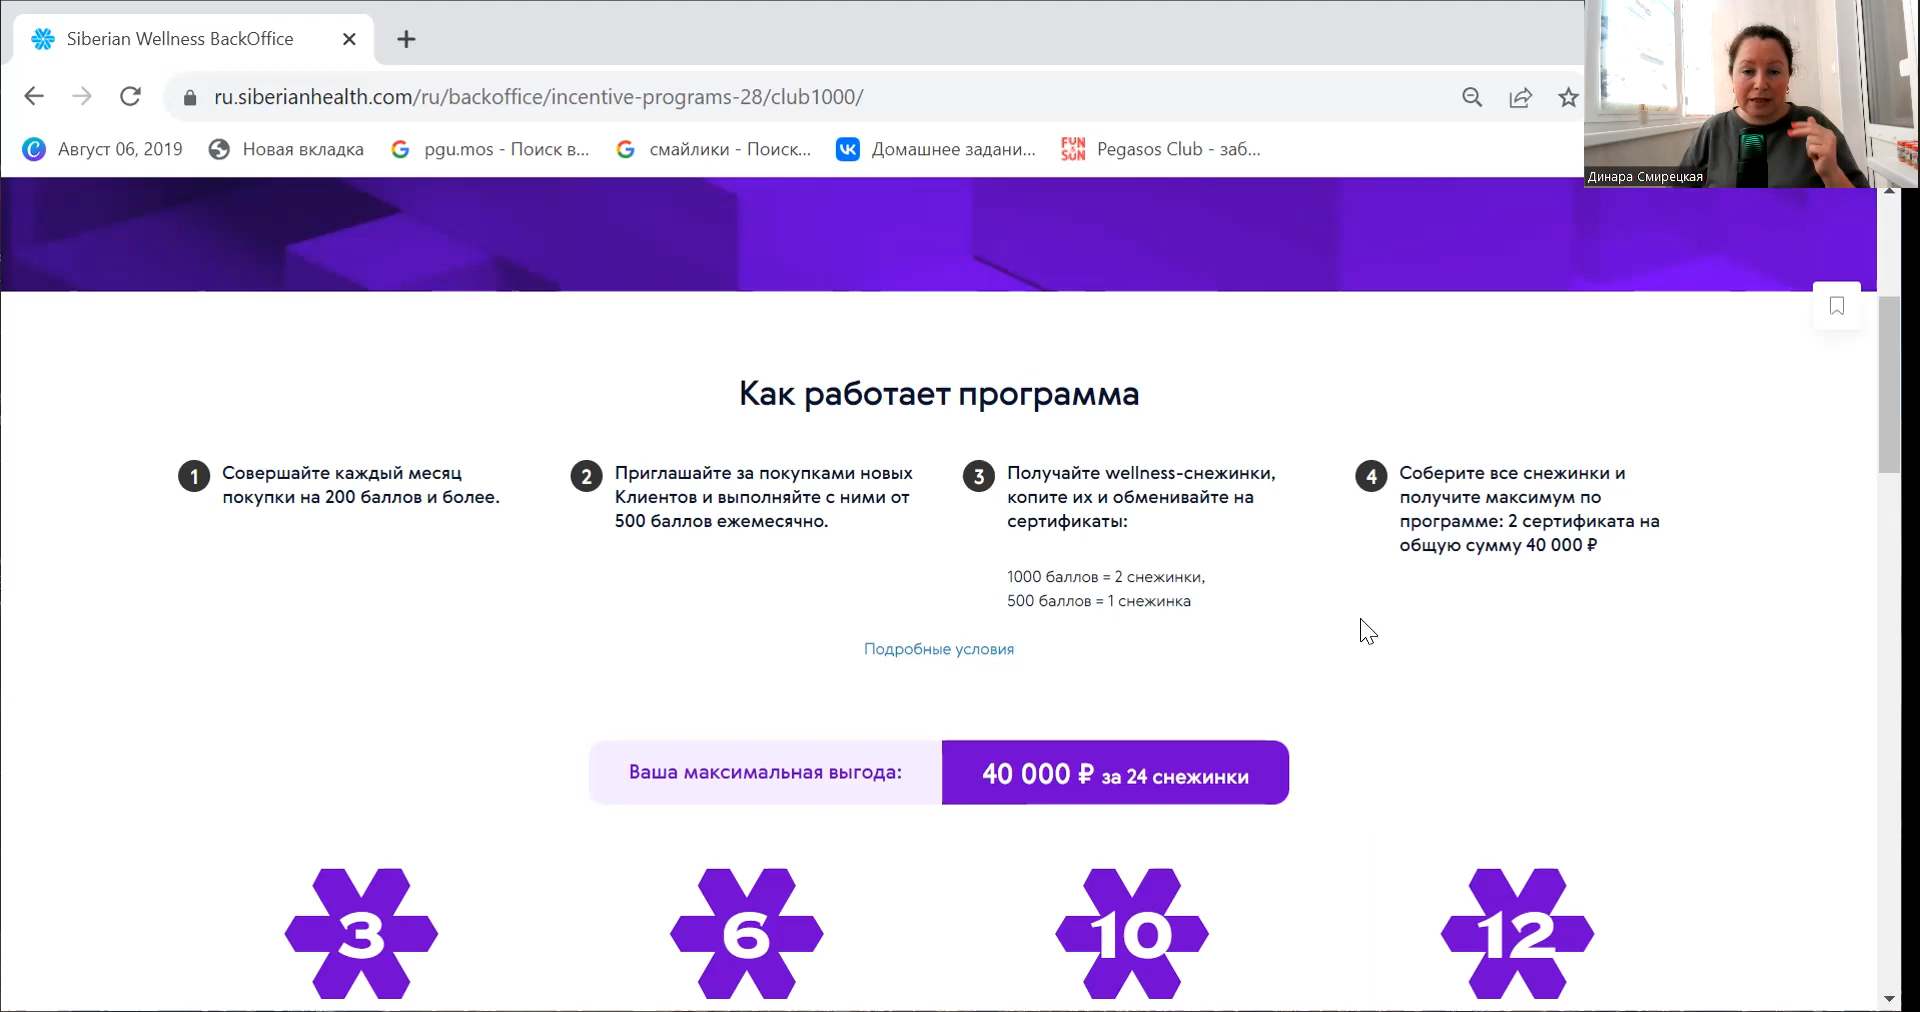 Siberian Wellness BackOffice
ru.siberianhealth.com/ru/backoffice/incentive-programs-28/club1000/
Август 06, 2019
Новая вкладка
pgu.mos - Поиск в...
смайлики - Поиск...
Домашнее задани...
FUN&SUN
Pegasos Club - заб...
Динара Смирецкая
Как работает программа
1
Совершайте каждый месяц
покупки на 200 баллов и более.
2
Приглашайте за покупками новых
Клиентов и выполняйте с ними от
500 баллов ежемесячно.
3
Получайте wellness-снежинки,
копите их и обменивайте на
сертификаты:
1000 баллов = 2 снежинки,
500 баллов = 1 снежинка
4
Соберите все снежинки и
получите максимум по
программе: 2 сертификата на
общую сумму 40 000 ₽
Подробные условия
Ваша максимальная выгода:
40 000 ₽ за 24 снежинки
3
6
10
12